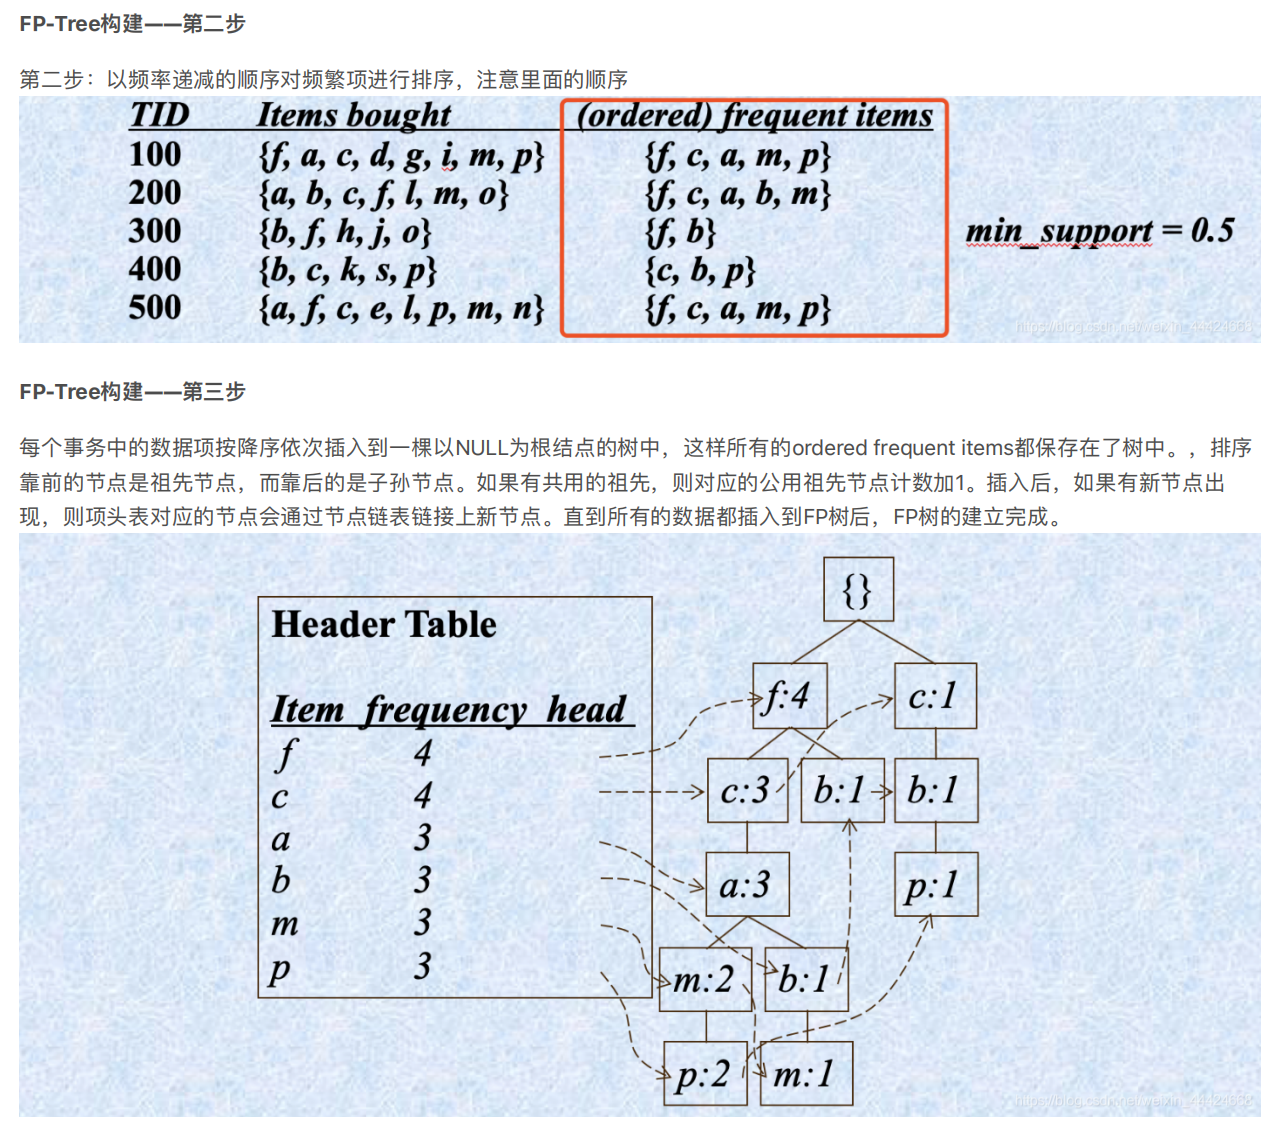 FP-Tree构建——第二步
第二步：以频率递减的顺序对频繁项进行排序，注意里面的顺序
TID Items bought (ordered) frequent items
100 {f, a, c, d, g, i, m, p} {f, c, a, m, p}
200 {a, b, c, f, l, m, o} {f, c, a, b, m}
300 {b, f, h, j, o} {f, b}
min_support = 0.5
400 {b, c, k, s, p} {c, b, p}
500 {a, f, c, e, l, p, m, n} {f, c, a, m, p}
https://blog.csdn.net/weixin_44424668
FP-Tree构建——第三步
每个事务中的数据项按降序依次插入到一棵以NULL为根结点的树中，这样所有的ordered frequent items都保存在了树中。，排序
靠前的节点是祖先节点，而靠后的是子孙节点。如果有共用的祖先，则对应的公用祖先节点计数加1。插入后，如果有新节点出
现，则项头表对应的节点会通过节点链表链接上新节点。直到所有的数据都插入到FP树后，FP树的建立完成。
Header Table
Item frequency head
f 4
c 4
a 3
b 3
m 3
p 3
{}
f:4 c:1
c:3 b:1 b:1
a:3 p:1
m:2 b:1
p:2 m:1